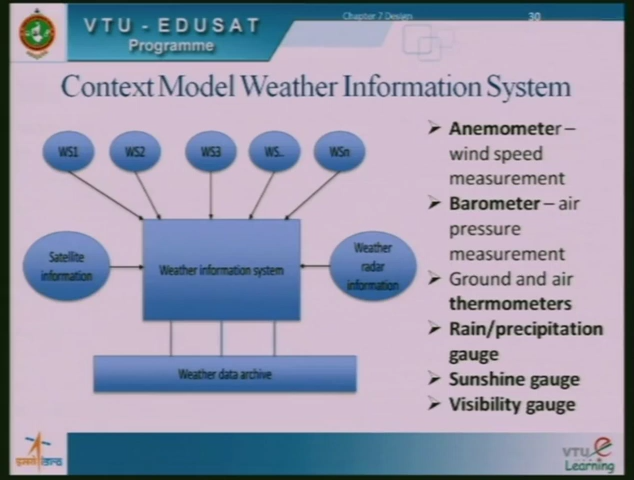 VTU - EDUSAT
Programme
Chapter 7 Design
30
Context Model Weather Information System
WS1
WS2
WS3
WS..
WSn
Satellite
information
Weather information system
Weather
radar
information
Weather data archive
➢ Anemometer –
wind speed
measurement
➢ Barometer – air
pressure
measurement
➢ Ground and air
thermometers
➢ Rain/precipitation
gauge
➢ Sunshine gauge
➢ Visibility gauge
इसरो isro
VTU e
Learning